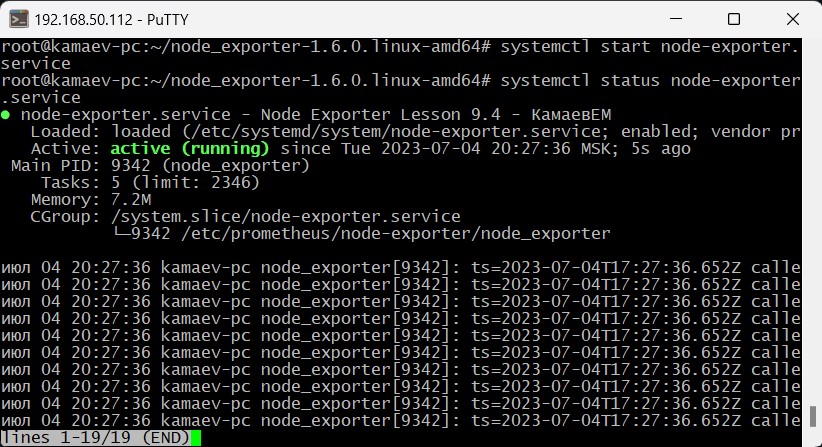 192.168.50.112 - PuTTY
root@kamaev-pc:~/node_exporter-1.6.0.linux-amd64# systemctl start node-exporter.
service
root@kamaev-pc:~/node_exporter-1.6.0.linux-amd64# systemctl status node-exporter
.service
● node-exporter.service - Node Exporter Lesson 9.4 - КамаевЕМ
Loaded: loaded (/etc/systemd/system/node-exporter.service; enabled; vendor pr
Active: active (running) since Tue 2023-07-04 20:27:36 MSK; 5s ago
Main PID: 9342 (node_exporter)
Tasks: 5 (limit: 2346)
Memory: 7.2M
CGroup: /system.slice/node-exporter.service
└─9342 /etc/prometheus/node-exporter/node_exporter
июл 04 20:27:36 kamaev-pc node_exporter[9342]: ts=2023-07-04T17:27:36.652Z calle
июл 04 20:27:36 kamaev-pc node_exporter[9342]: ts=2023-07-04T17:27:36.652Z calle
июл 04 20:27:36 kamaev-pc node_exporter[9342]: ts=2023-07-04T17:27:36.652Z calle
июл 04 20:27:36 kamaev-pc node_exporter[9342]: ts=2023-07-04T17:27:36.652Z calle
июл 04 20:27:36 kamaev-pc node_exporter[9342]: ts=2023-07-04T17:27:36.652Z calle
июл 04 20:27:36 kamaev-pc node_exporter[9342]: ts=2023-07-04T17:27:36.652Z calle
июл 04 20:27:36 kamaev-pc node_exporter[9342]: ts=2023-07-04T17:27:36.652Z calle
июл 04 20:27:36 kamaev-pc node_exporter[9342]: ts=2023-07-04T17:27:36.652Z calle
июл 04 20:27:36 kamaev-pc node_exporter[9342]: ts=2023-07-04T17:27:36.652Z calle
июл 04 20:27:36 kamaev-pc node_exporter[9342]: ts=2023-07-04T17:27:36.652Z calle
lines 1-19/19 (END)